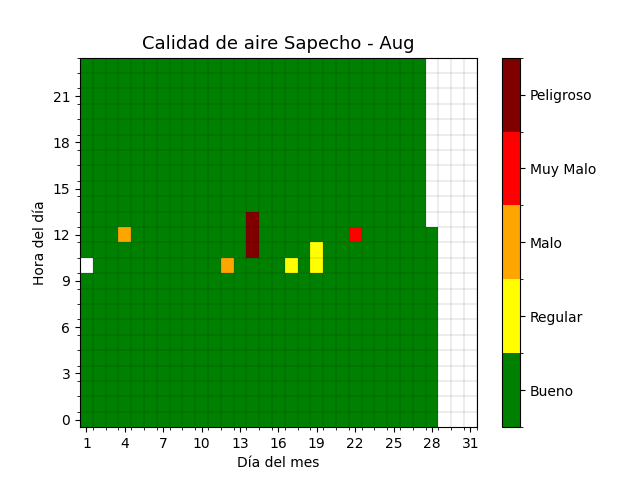 Calidad de aire Sapecho - Aug
Hora del día
21
18
15
12
9
6
3
0
1 4 7 10 13 16 19 22 25 28 31
Día del mes
Peligroso
Muy Malo
Malo
Regular
Bueno